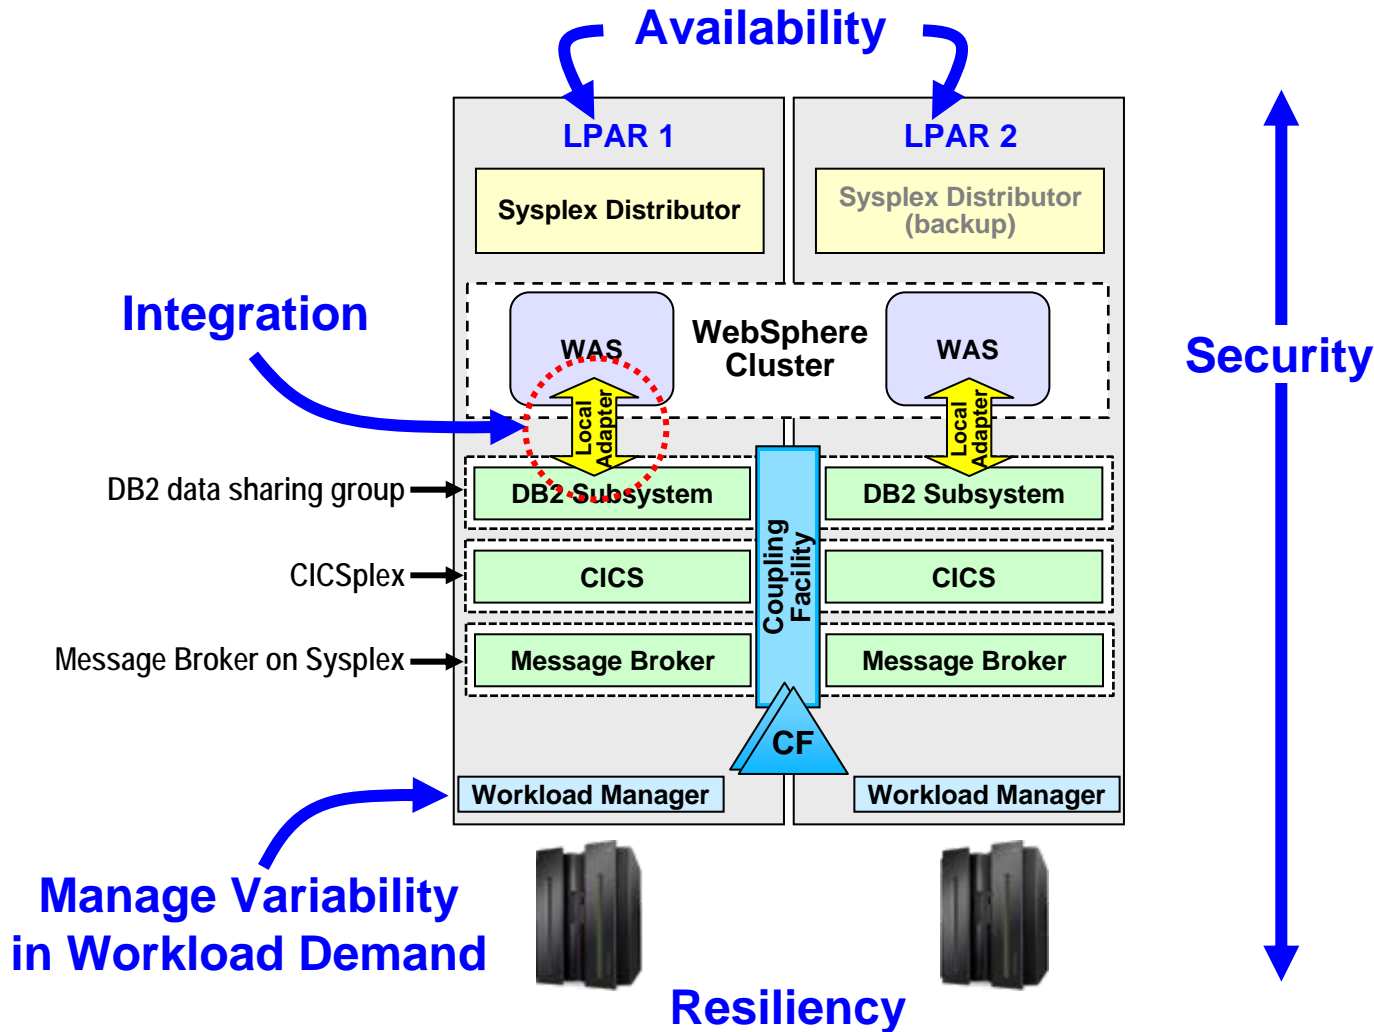 Availability
LPAR 1
LPAR 2
Sysplex Distributor
Sysplex Distributor
(backup)
Integration
WAS
WebSphere
Cluster
WAS
Security
Local
Adapter
Local
Adapter
DB2 data sharing group
DB2 Subsystem
DB2 Subsystem
Coupling
Facility
CICSplex
CICS
CICS
Message Broker on Sysplex
Message Broker
Message Broker
CF
Workload Manager
Workload Manager
Manage Variability
in Workload Demand
Resiliency